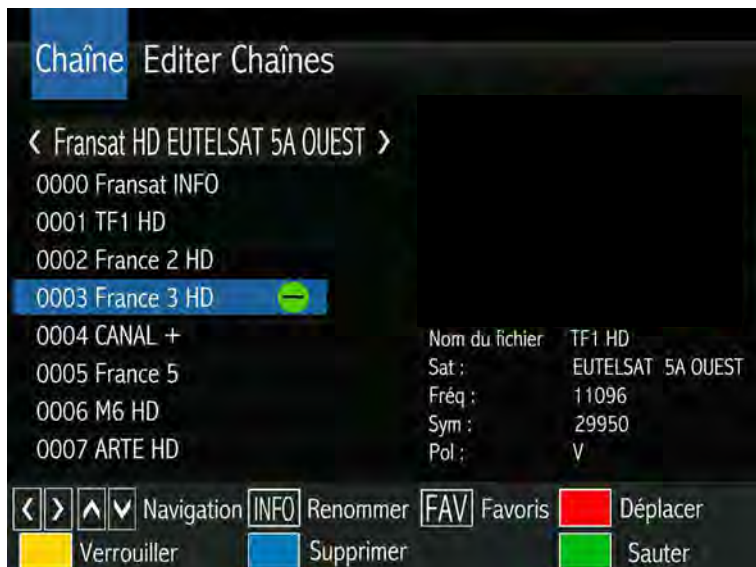 Chaîne Editer Chaînes
< Fransat HD EUTELSAT 5A OUEST >
0000 Fransat INFO
0001 TF1 HD
0002 France 2 HD
0003 France 3 HD
0004 CANAL +
0005 France 5
0006 M6 HD
0007 ARTE HD
Nom du fichier TF1 HD
Sat : EUTELSAT 5A OUEST
Fréq : 11096
Sym : 29950
Pol : V
Navigation INFO Renommer FAV Favoris Déplacer
Verrouiller Supprimer Sauter